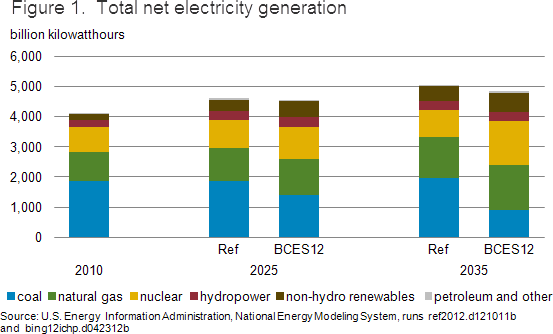 Figure 1. Total net electricity generation
billion kilowatthours
6,000
5,000
4,000
3,000
2,000
1,000
0
Ref BCES12 Ref BCES12
2010 2025 2035
coal natural gas nuclear hydropower non-hydro renewables petroleum and other
Source: U.S. Energy Information Administration, National Energy Modeling System, runs ref2012.d121011b
and bing12ichp.d042312b